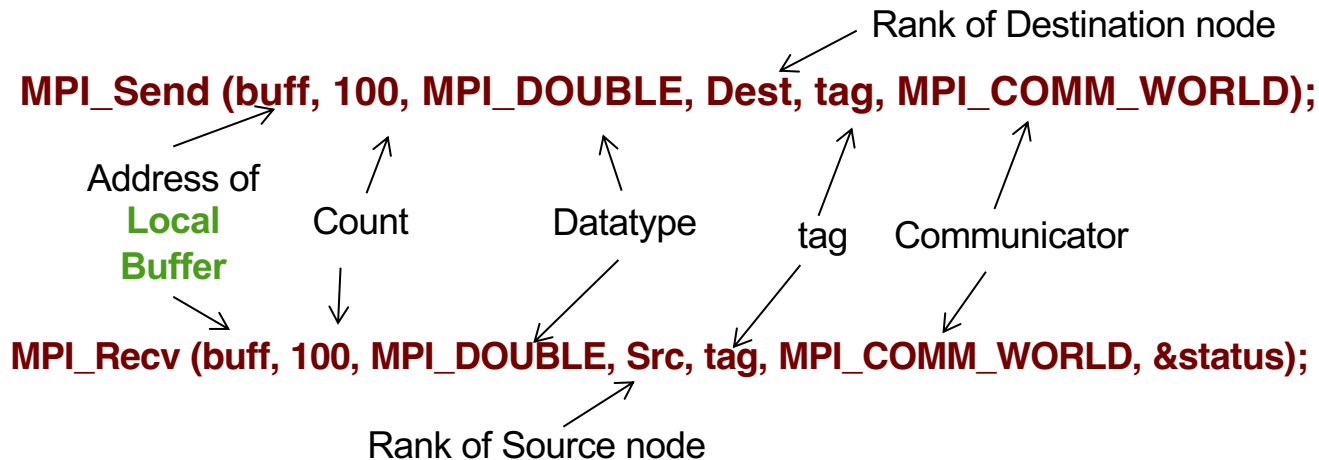 Rank of Destination node
MPI_Send (buff, 100, MPI_DOUBLE, Dest, tag, MPI_COMM_WORLD);
Address of
Local
Buffer
Count
Datatype
tag
Communicator
MPI_Recv (buff, 100, MPI_DOUBLE, Src, tag, MPI_COMM_WORLD, &status);
Rank of Source node